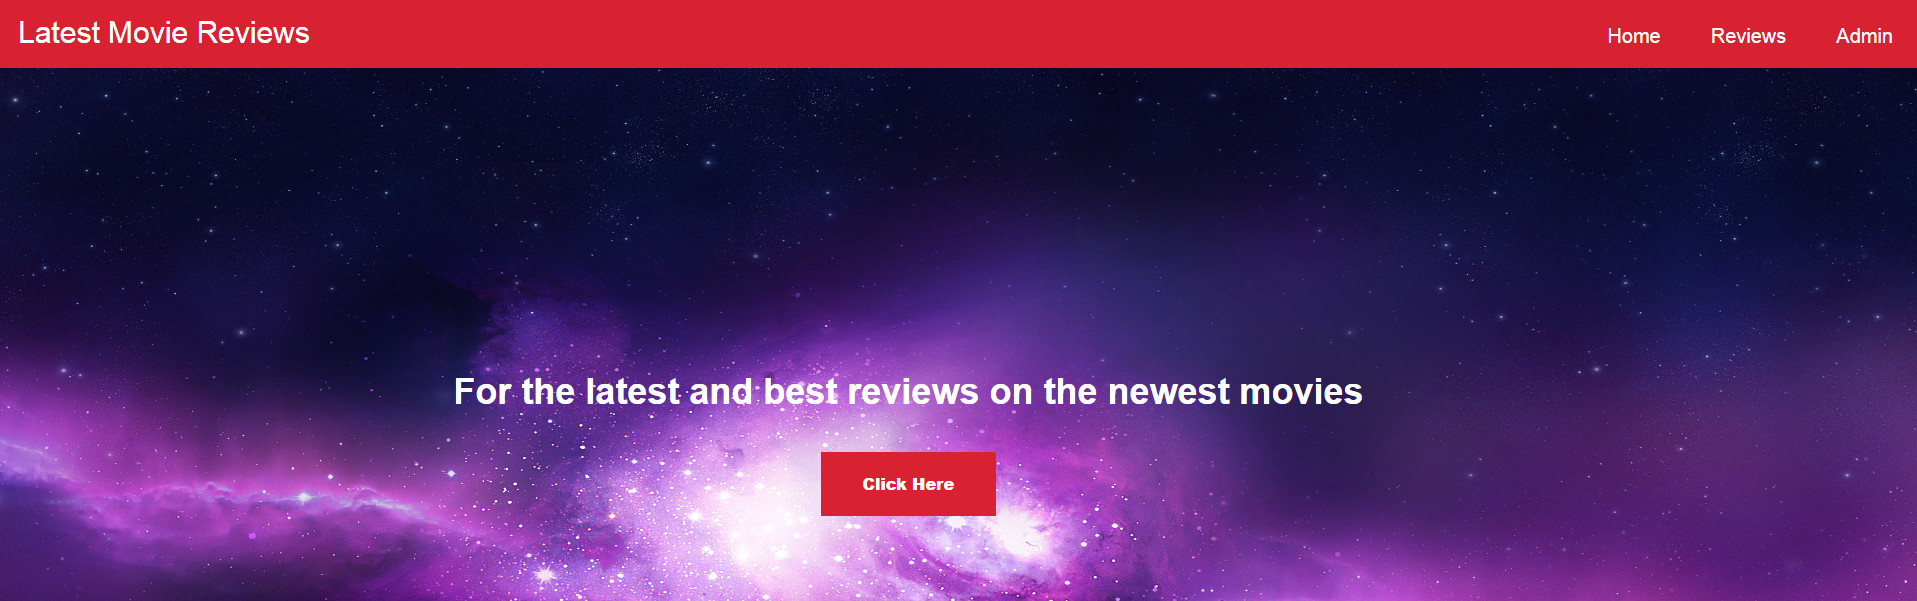 Latest Movie Reviews
Home Reviews Admin
For the latest and best reviews on the newest movies
Click Here